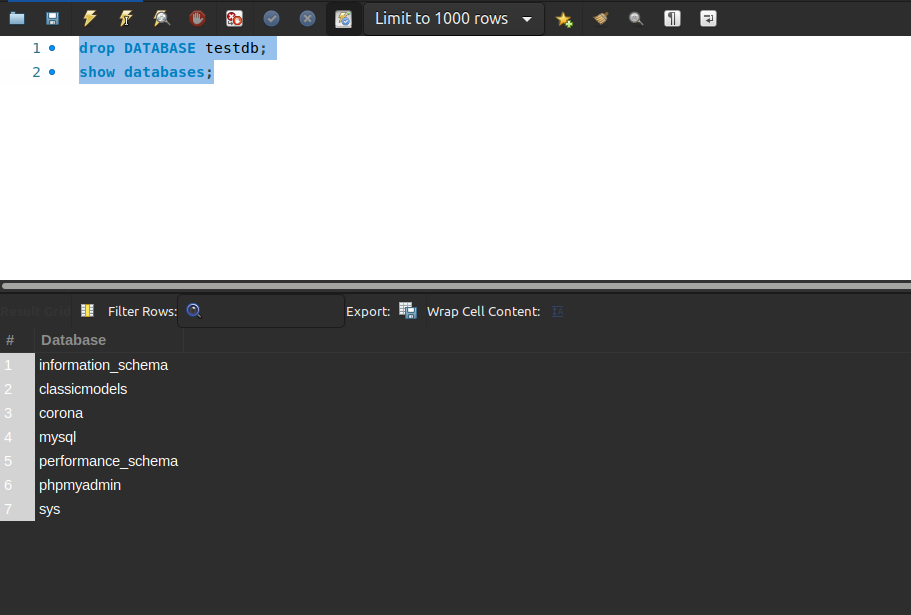 Limit to 1000 rows
1 drop DATABASE testdb;
2 show databases;
Result Grid Filter Rows: Export: Wrap Cell Content: IA
# Database
1 information_schema
2 classicmodels
3 corona
4 mysql
5 performance_schema
6 phpmyadmin
7 sys